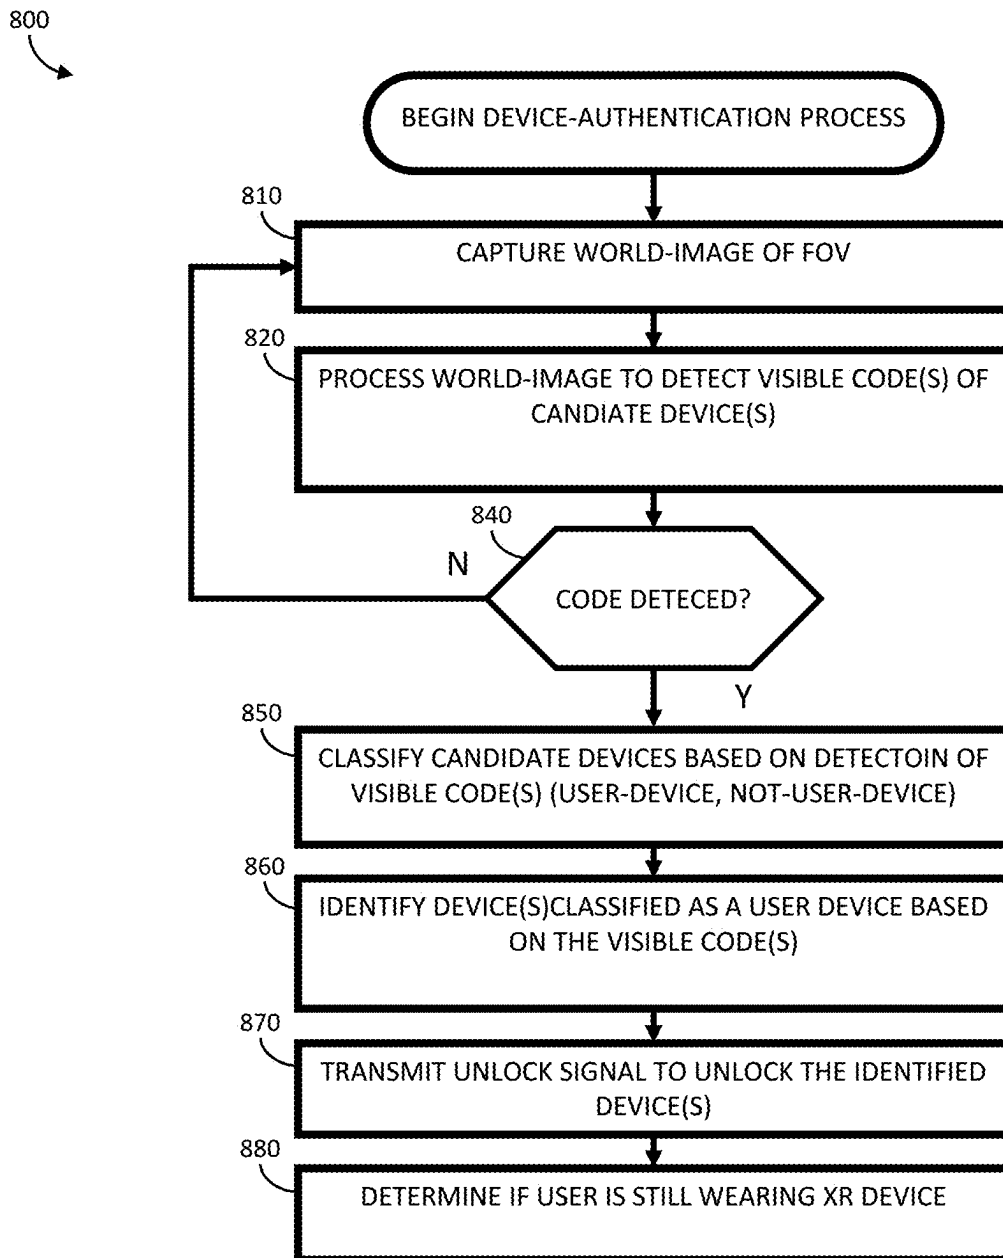 800
BEGIN DEVICE-AUTHENTICATION PROCESS
810
CAPTURE WORLD-IMAGE OF FOV
820
PROCESS WORLD-IMAGE TO DETECT VISIBLE CODE(S) OF
CANDIATE DEVICE(S)
840
N
CODE DETECED?
Y
850
CLASSIFY CANDIDATE DEVICES BASED ON DETECTOIN OF
VISIBLE CODE(S) (USER-DEVICE, NOT-USER-DEVICE)
860
IDENTIFY DEVICE(S)CLASSIFIED AS A USER DEVICE BASED
ON THE VISIBLE CODE(S)
870
TRANSMIT UNLOCK SIGNAL TO UNLOCK THE IDENTIFIED
DEVICE(S)
880
DETERMINE IF USER IS STILL WEARING XR DEVICE